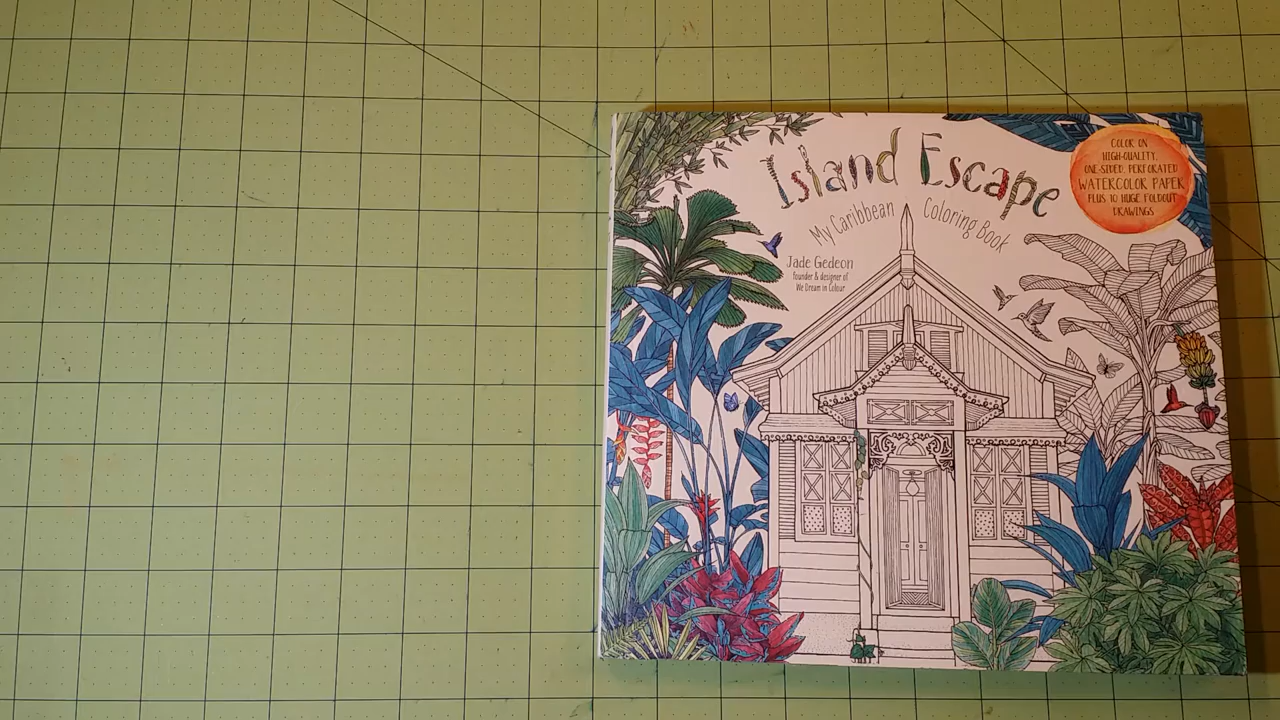 Island Escape
My Caribbean Coloring Book
Jade Gedeon
founder & designer of
We Dream in Colour
COLOR ON
HIGH-QUALITY,
ONE-SIDED, PERFORATED
WATERCOLOR PAPER
PLUS 10 HUGE FOLDOUT
DRAWINGS